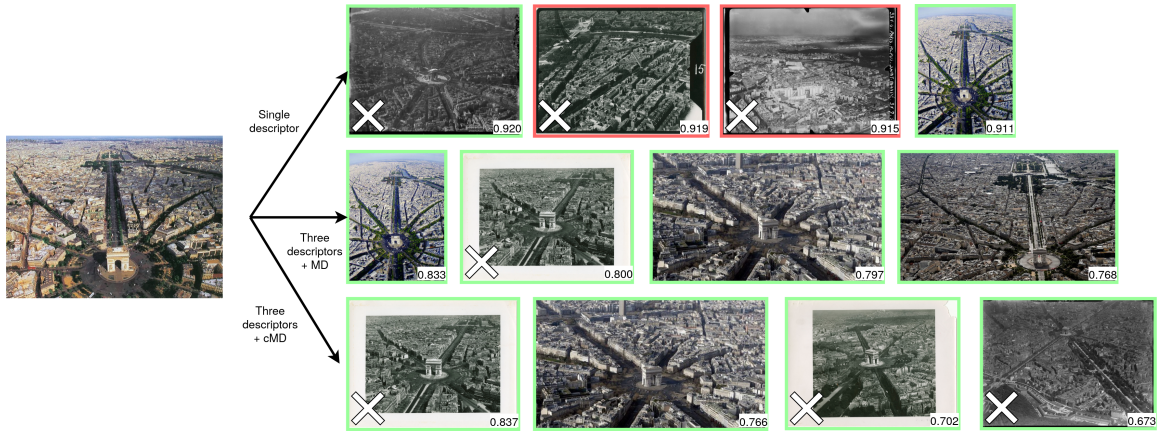 Single
descriptor
0.920
15
0.919
0.915
0.911
Three
descriptors
+ MD
0.833
0.800
0.797
0.768
Three
descriptors
+ cMD
0.837
0.766
0.702
0.673